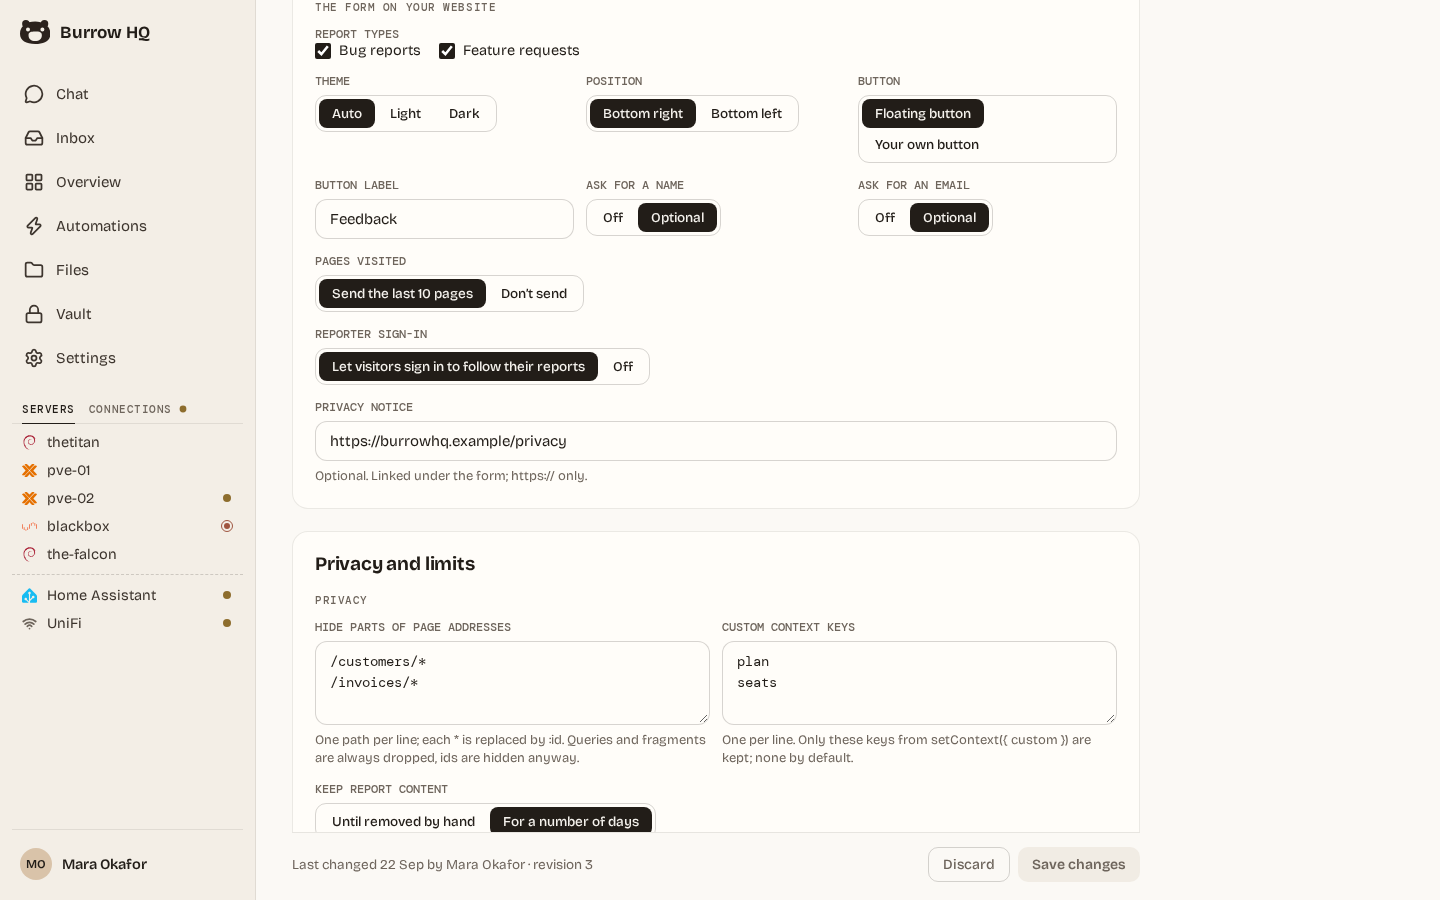 Burrow HQ
Chat
Inbox
Overview
Automations
Files
Vault
Settings
SERVERS CONNECTIONS
thetitan
pve-01
pve-02
blackbox
the-falcon
Home Assistant
UniFi
MO Mara Okafor
THE FORM ON YOUR WEBSITE
REPORT TYPES
Bug reports Feature requests
THEME POSITION BUTTON
Auto Light Dark Bottom right Bottom left Floating button
Your own button
BUTTON LABEL ASK FOR A NAME ASK FOR AN EMAIL
Feedback Off Optional Off Optional
PAGES VISITED
Send the last 10 pages Don't send
REPORTER SIGN-IN
Let visitors sign in to follow their reports Off
PRIVACY NOTICE
https://burrowhq.example/privacy
Optional. Linked under the form; https:// only.
Privacy and limits
PRIVACY
HIDE PARTS OF PAGE ADDRESSES
/customers/*
/invoices/*
One path per line; each * is replaced by :id. Queries and fragments
are always dropped, ids are hidden anyway.
CUSTOM CONTEXT KEYS
plan
seats
One per line. Only these keys from setContext({ custom }) are
kept; none by default.
KEEP REPORT CONTENT
Until removed by hand For a number of days
Last changed 22 Sep by Mara Okafor · revision 3
Discard Save changes